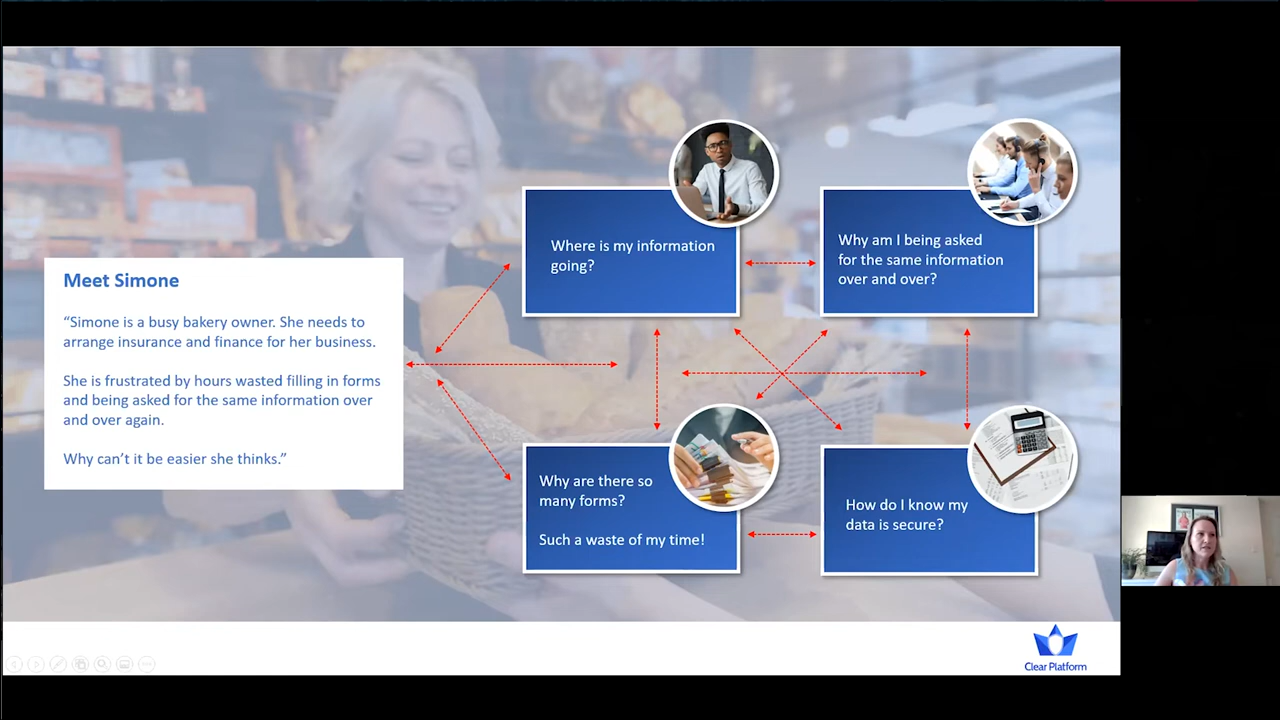 Meet Simone
“Simone is a busy bakery owner. She needs to
arrange insurance and finance for her business.
She is frustrated by hours wasted filling in forms
and being asked for the same information over
and over again.
Why can’t it be easier she thinks.”
Where is my information
going?
Why am I being asked
for the same information
over and over?
Why are there so
many forms?
Such a waste of my time!
How do I know my
data is secure?
Clear Platform